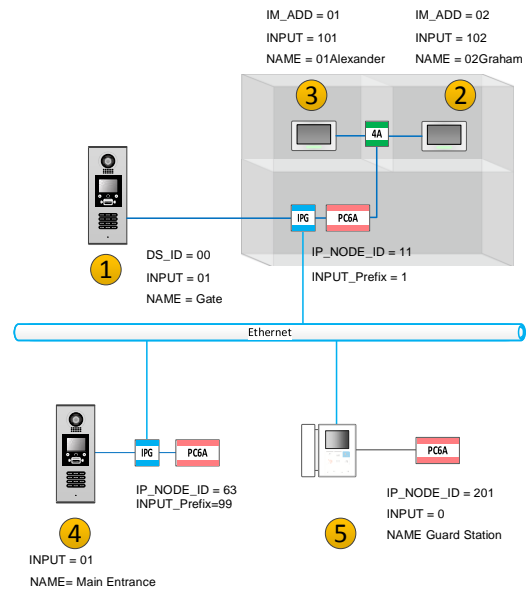 IM_ADD = 01
INPUT = 101
NAME = 01Alexander
IM_ADD = 02
INPUT = 102
NAME = 02Graham
3
2
4A
IPG
PC6A
1
DS_ID = 00
INPUT = 01
NAME = Gate
IP_NODE_ID = 11
INPUT_Prefix = 1
Ethernet
IPG
PC6A
PC6A
IP_NODE_ID = 63
INPUT_Prefix=99
IP_NODE_ID = 201
INPUT = 0
NAME Guard Station
4
5
INPUT = 01
NAME= Main Entrance